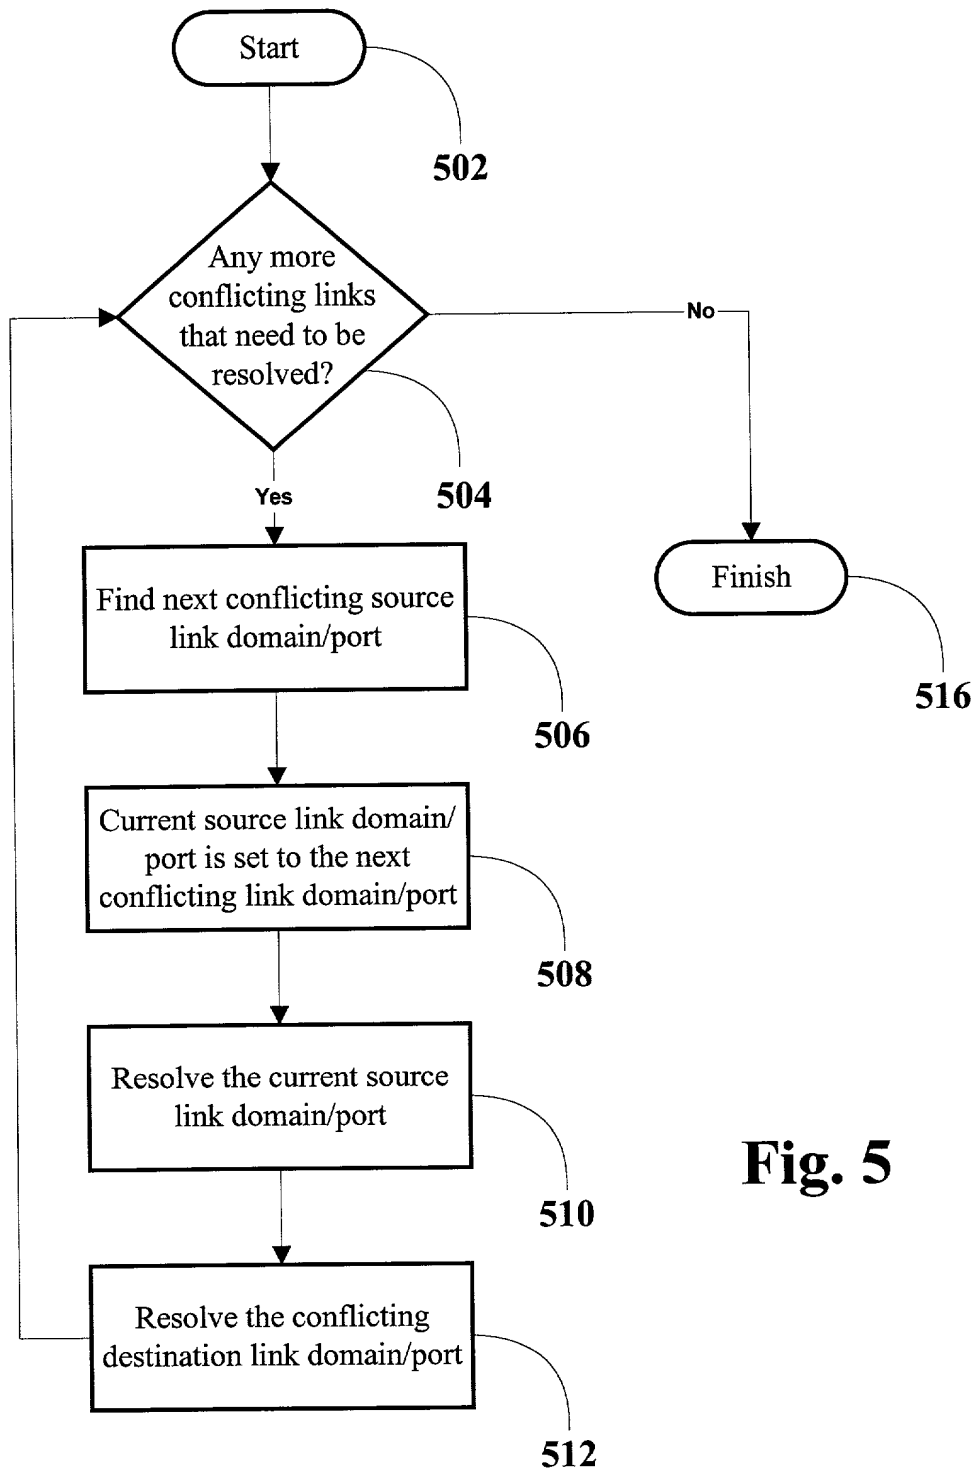 Start
502
Any more
conflicting links
that need to be
resolved?
No
504
Yes
Find next conflicting source
link domain/port
506
Finish
516
Current source link domain/
port is set to the next
conflicting link domain/port
508
Resolve the current source
link domain/port
510
Fig. 5
Resolve the conflicting
destination link domain/port
512